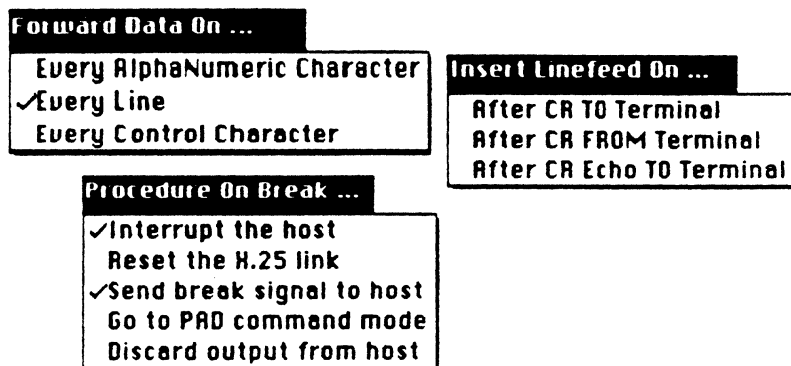 Forward Data On ...
Every AlphaNumeric Character
✓Every Line
Every Control Character
Insert Linefeed On ...
After CR TO Terminal
After CR FROM Terminal
After CR Echo TO Terminal
Procedure On Break ...
✓Interrupt the host
Reset the X.25 link
✓Send break signal to host
Go to PAD command mode
Discard output from host